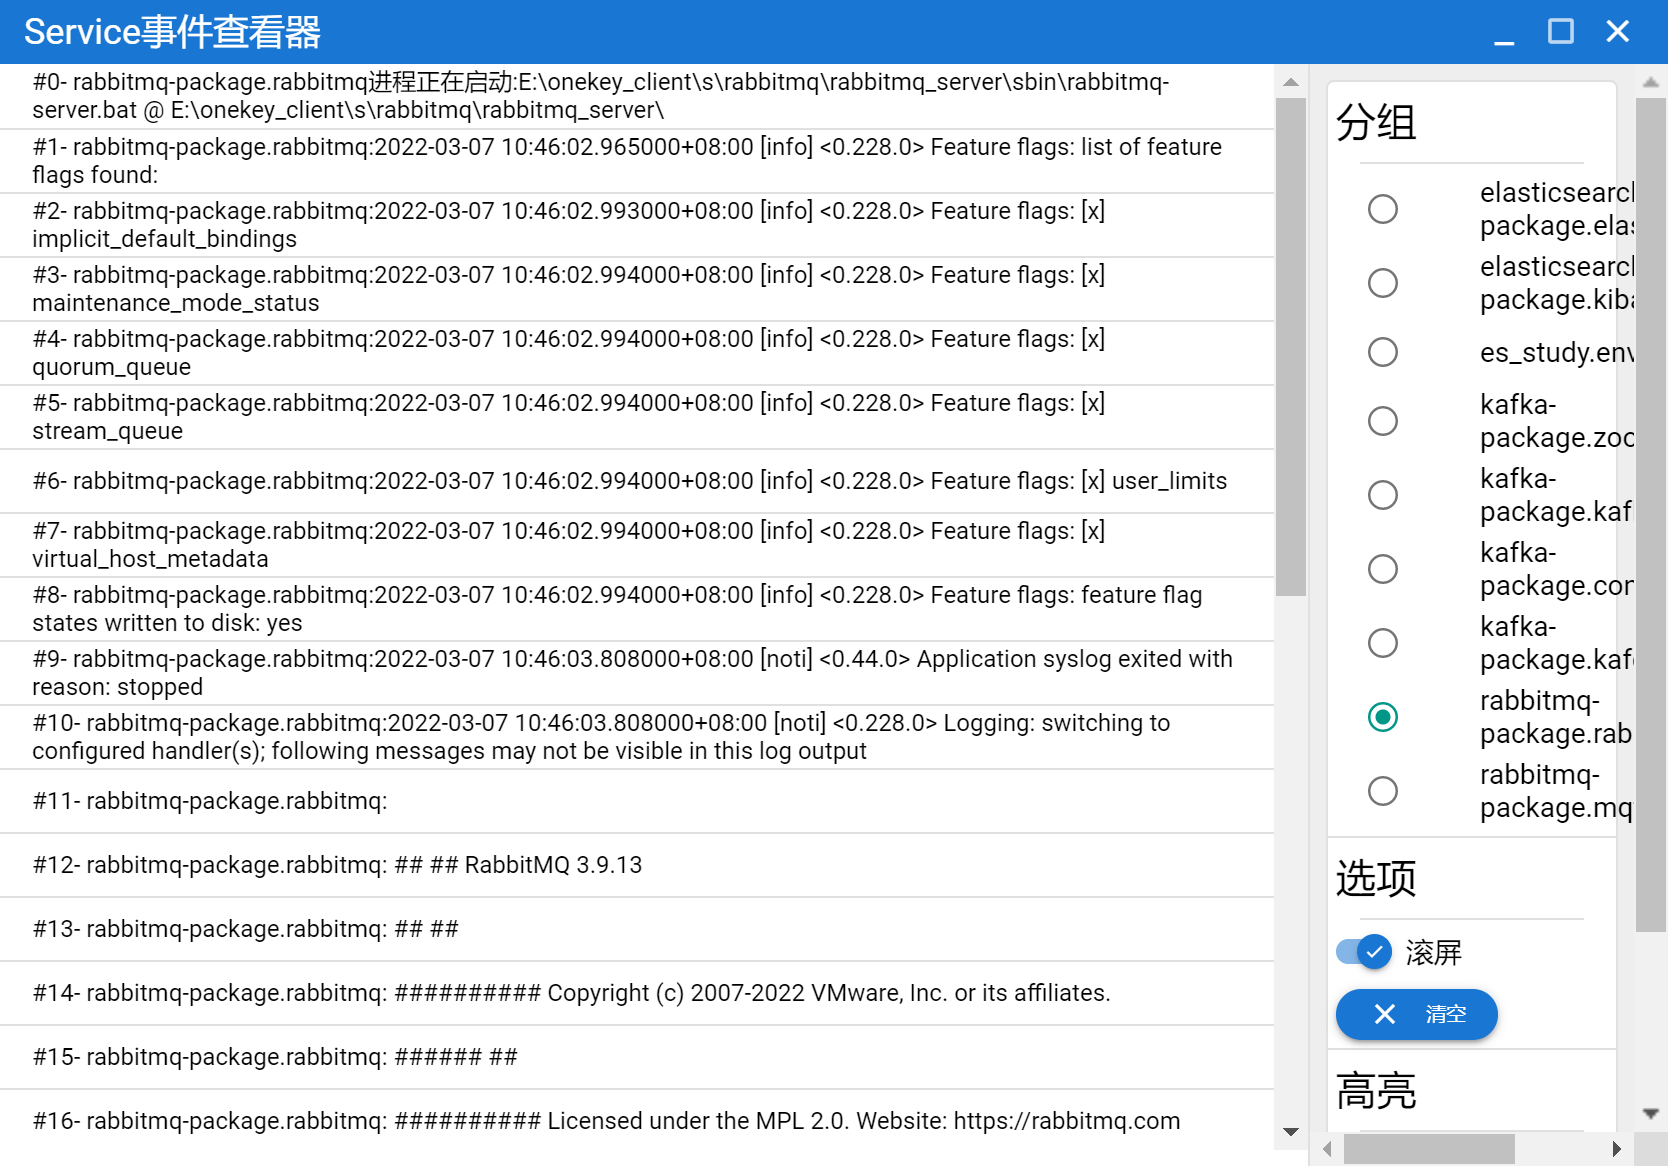 Service事件查看器
#0- rabbitmq-package.rabbitmq进程正在启动:E:\onekey_client\s\rabbitmq\rabbitmq_server\sbin\rabbitmq-
server.bat @ E:\onekey_client\s\rabbitmq\rabbitmq_server\
#1- rabbitmq-package.rabbitmq:2022-03-07 10:46:02.965000+08:00 [info] <0.228.0> Feature flags: list of feature
flags found:
#2- rabbitmq-package.rabbitmq:2022-03-07 10:46:02.993000+08:00 [info] <0.228.0> Feature flags: [x]
implicit_default_bindings
#3- rabbitmq-package.rabbitmq:2022-03-07 10:46:02.994000+08:00 [info] <0.228.0> Feature flags: [x]
maintenance_mode_status
#4- rabbitmq-package.rabbitmq:2022-03-07 10:46:02.994000+08:00 [info] <0.228.0> Feature flags: [x]
quorum_queue
#5- rabbitmq-package.rabbitmq:2022-03-07 10:46:02.994000+08:00 [info] <0.228.0> Feature flags: [x]
stream_queue
#6- rabbitmq-package.rabbitmq:2022-03-07 10:46:02.994000+08:00 [info] <0.228.0> Feature flags: [x] user_limits
#7- rabbitmq-package.rabbitmq:2022-03-07 10:46:02.994000+08:00 [info] <0.228.0> Feature flags: [x]
virtual_host_metadata
#8- rabbitmq-package.rabbitmq:2022-03-07 10:46:02.994000+08:00 [info] <0.228.0> Feature flags: feature flag
states written to disk: yes
#9- rabbitmq-package.rabbitmq:2022-03-07 10:46:03.808000+08:00 [noti] <0.44.0> Application syslog exited with
reason: stopped
#10- rabbitmq-package.rabbitmq:2022-03-07 10:46:03.808000+08:00 [noti] <0.228.0> Logging: switching to
configured handler(s); following messages may not be visible in this log output
#11- rabbitmq-package.rabbitmq:
#12- rabbitmq-package.rabbitmq: ## ## RabbitMQ 3.9.13
#13- rabbitmq-package.rabbitmq: ## ##
#14- rabbitmq-package.rabbitmq: ########## Copyright (c) 2007-2022 VMware, Inc. or its affiliates.
#15- rabbitmq-package.rabbitmq: ###### ##
#16- rabbitmq-package.rabbitmq: ########## Licensed under the MPL 2.0. Website: https://rabbitmq.com
分组
elasticsearch
package.elas
elasticsearch
package.kiba
es_study.env
kafka-
package.zoo
kafka-
package.kaf
kafka-
package.con
kafka-
package.kaf
rabbitmq-
package.rab
rabbitmq-
package.mq
选项
滚屏
清空
高亮